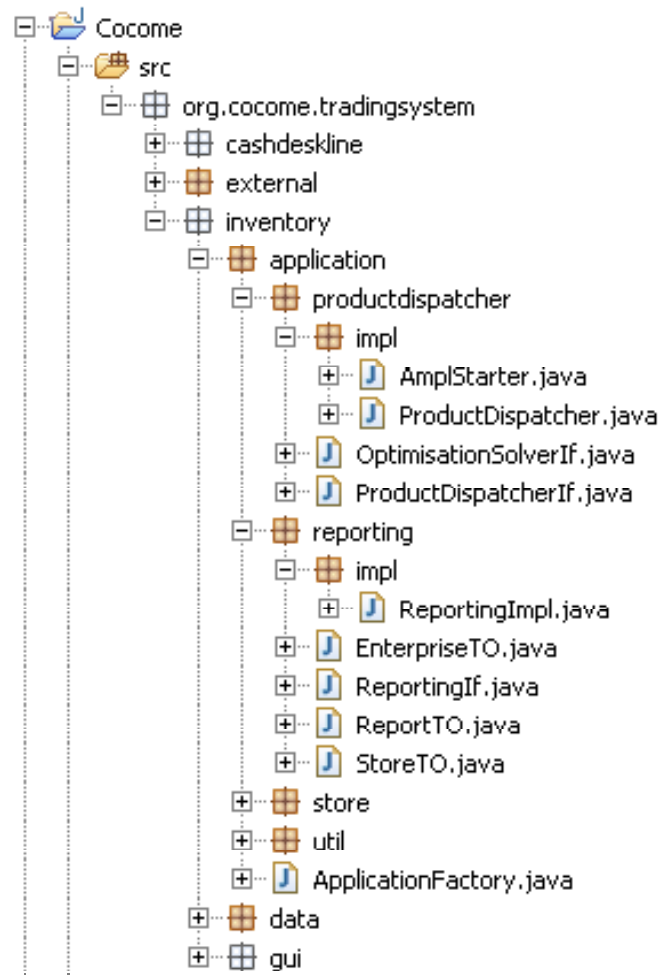 Cocome
src
org.cocome.tradingsystem
cashdeskline
external
inventory
application
productdispatcher
impl
AmplStarter.java
ProductDispatcher.java
OptimisationSolverIf.java
ProductDispatcherIf.java
reporting
impl
ReportingImpl.java
EnterpriseTO.java
ReportingIf.java
ReportTO.java
StoreTO.java
store
util
ApplicationFactory.java
data
gui